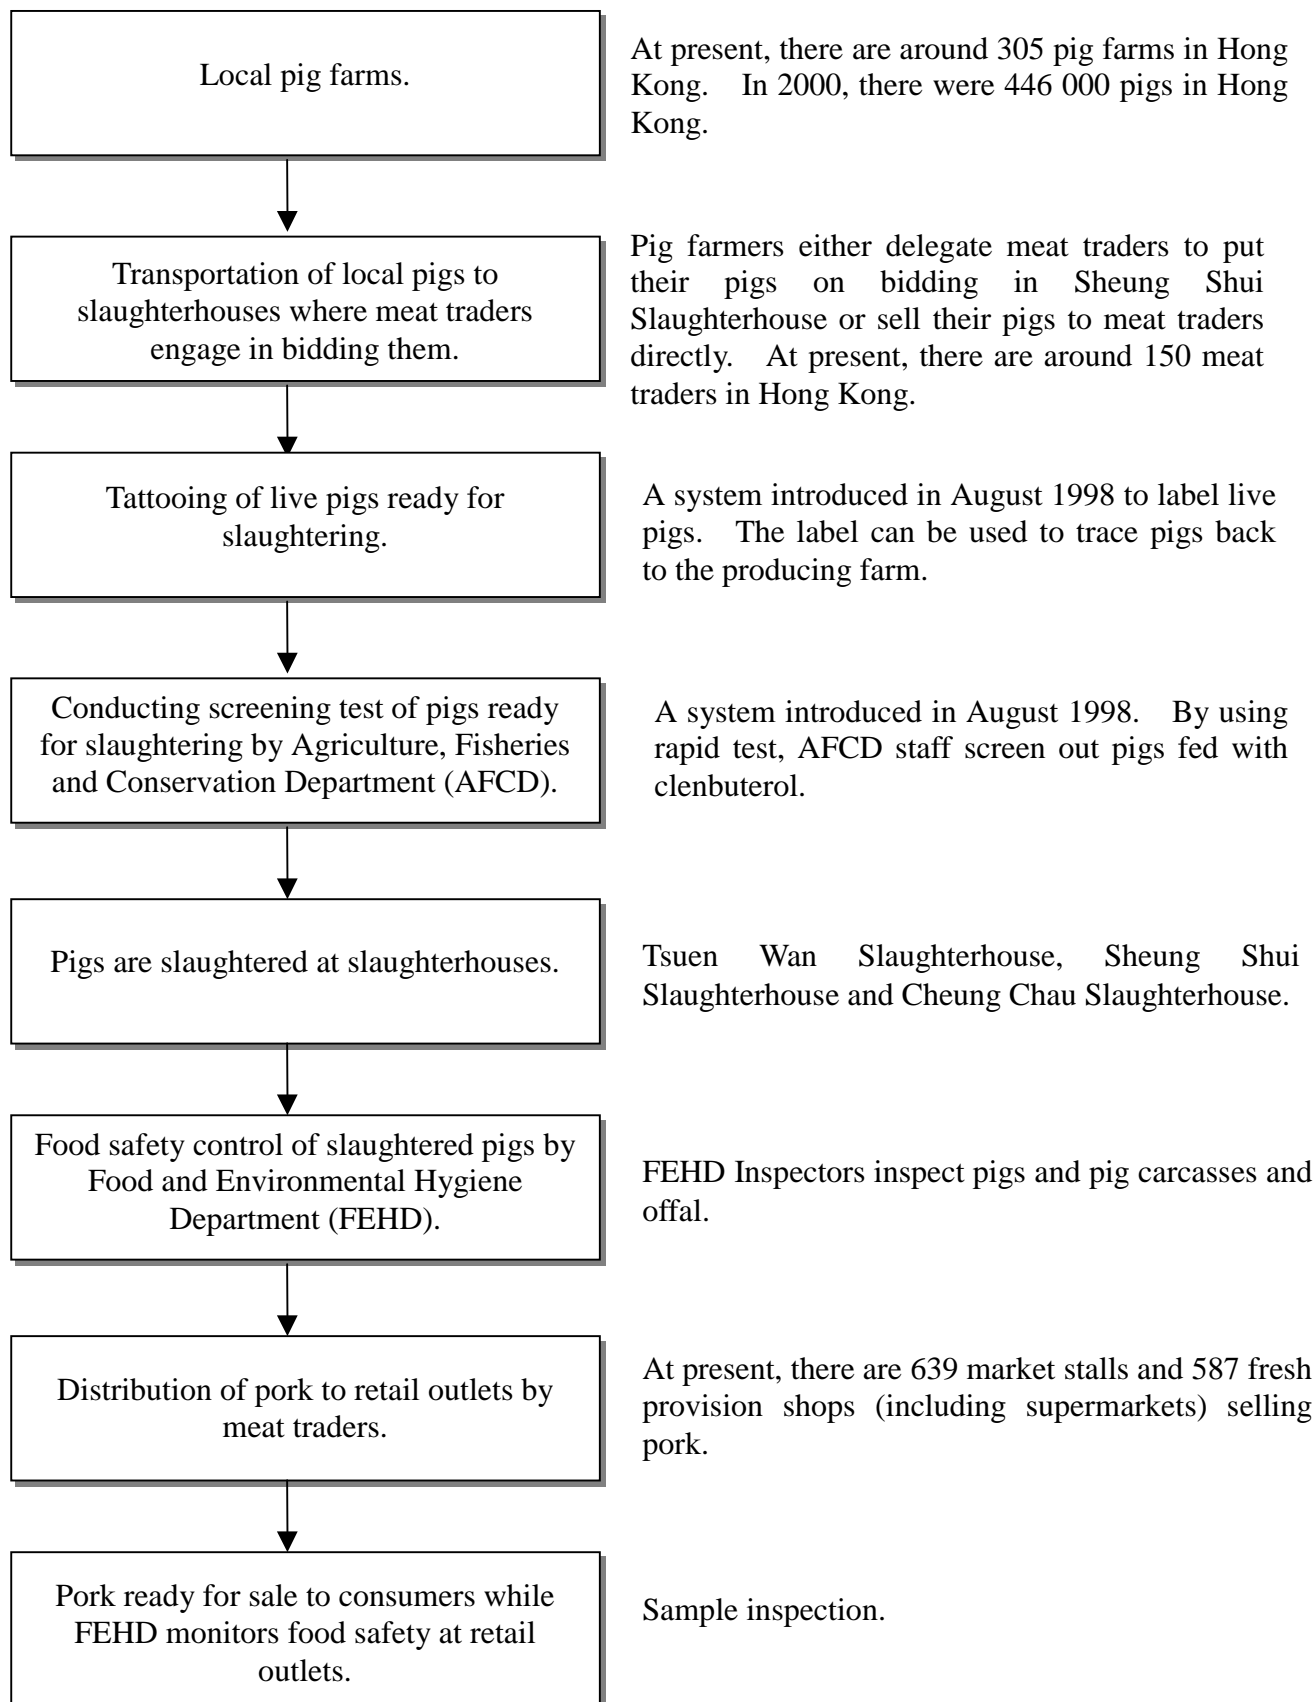 Local pig farms.
At present, there are around 305 pig farms in Hong
Kong. In 2000, there were 446 000 pigs in Hong
Kong.
Transportation of local pigs to
slaughterhouses where meat traders
engage in bidding them.
Pig farmers either delegate meat traders to put
their pigs on bidding in Sheung Shui
Slaughterhouse or sell their pigs to meat traders
directly. At present, there are around 150 meat
traders in Hong Kong.
Tattooing of live pigs ready for
slaughtering.
A system introduced in August 1998 to label live
pigs. The label can be used to trace pigs back
to the producing farm.
Conducting screening test of pigs ready
for slaughtering by Agriculture, Fisheries
and Conservation Department (AFCD).
A system introduced in August 1998. By using
rapid test, AFCD staff screen out pigs fed with
clenbuterol.
Pigs are slaughtered at slaughterhouses.
Tsuen Wan Slaughterhouse, Sheung Shui
Slaughterhouse and Cheung Chau Slaughterhouse.
Food safety control of slaughtered pigs by
Food and Environmental Hygiene
Department (FEHD).
FEHD Inspectors inspect pigs and pig carcasses and
offal.
Distribution of pork to retail outlets by
meat traders.
At present, there are 639 market stalls and 587 fresh
provision shops (including supermarkets) selling
pork.
Pork ready for sale to consumers while
FEHD monitors food safety at retail
outlets.
Sample inspection.